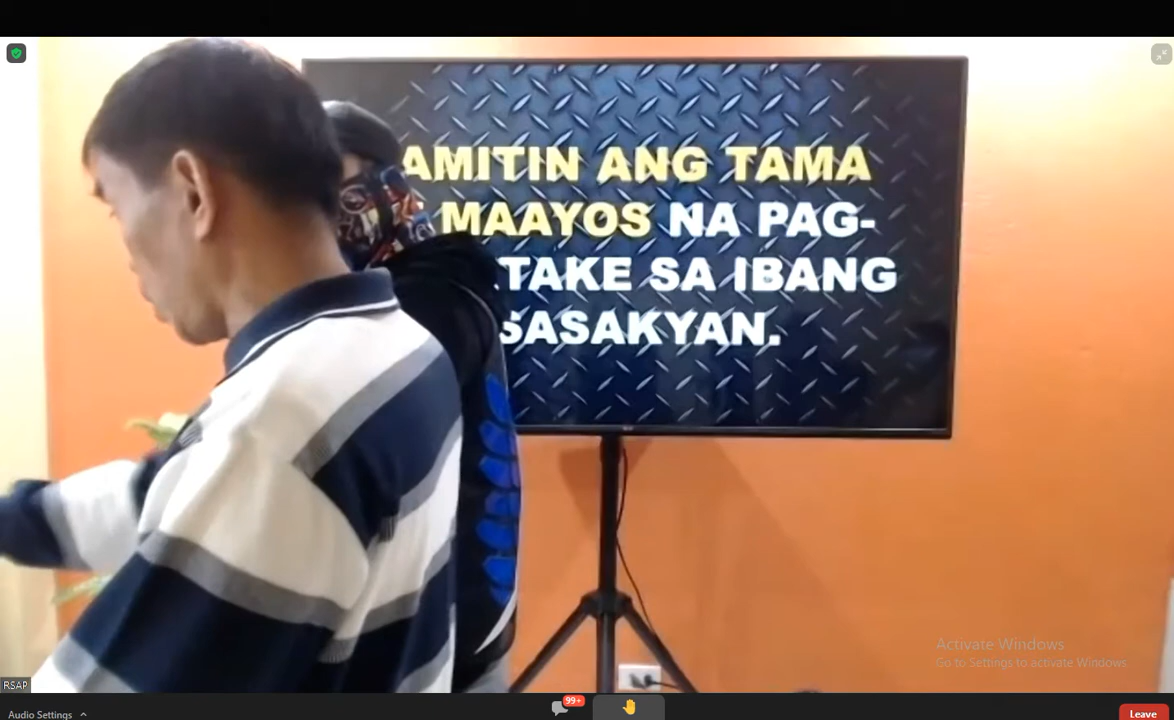 AMITIN ANG TAMA
MAAYOS NA PAG-
TAKE SA IBANG
SASAKYAN.
Activate Windows
Go to Settings to activate Windows.
RSAP
Audio Settings
99+
Leave